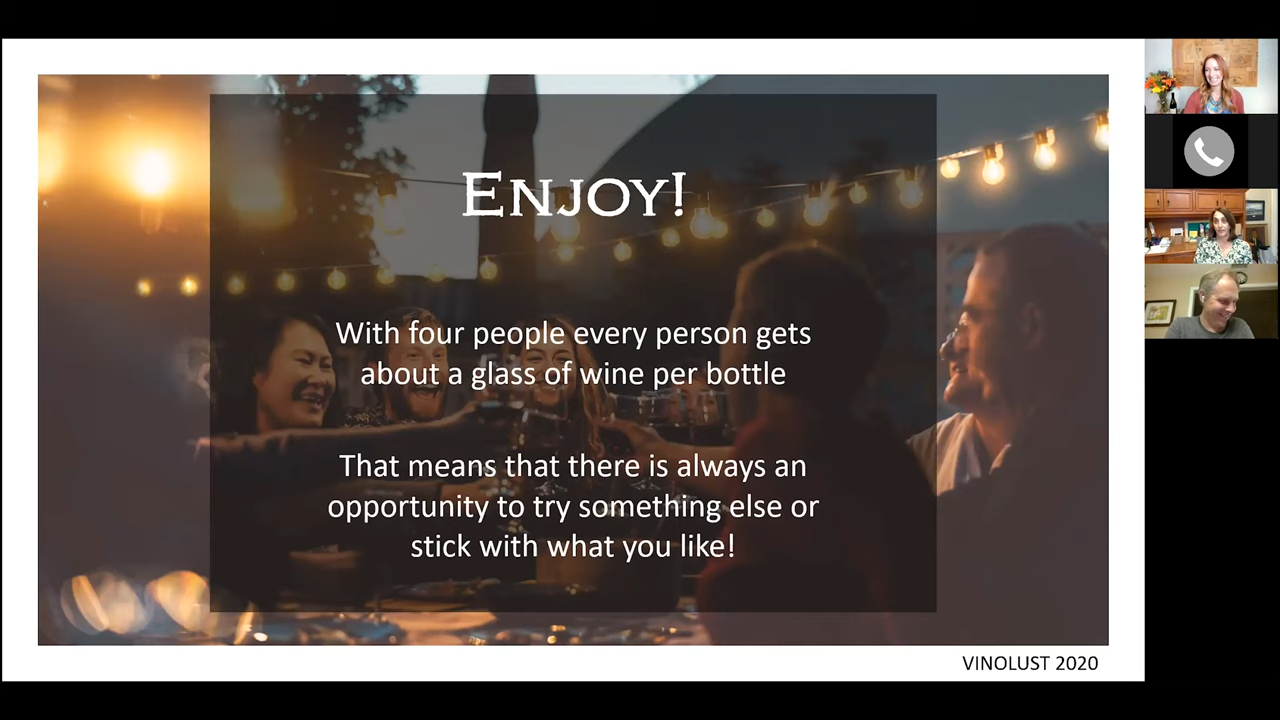 Enjoy!
With four people every person gets
about a glass of wine per bottle
That means that there is always an
opportunity to try something else or
stick with what you like!
VINOLUST 2020